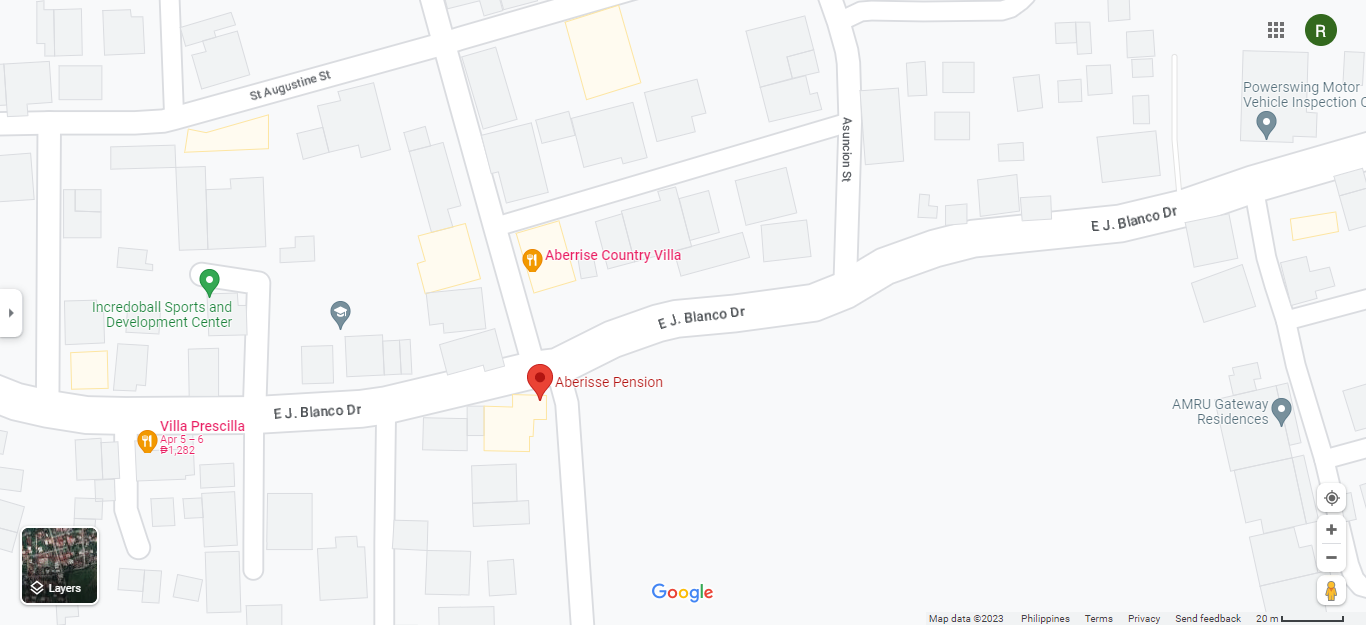 R
St Augustine St
Powerswing Motor
Vehicle Inspection C
Asuncion St
E J. Blanco Dr
Aberrise Country Villa
Incredoball Sports and
Development Center
E J. Blanco Dr
Aberisse Pension
E J. Blanco Dr
AMRU Gateway
Residences
Villa Prescilla
Apr 5 – 6
₱1,282
Layers
Google
Map data ©2023 Philippines Terms Privacy Send feedback 20 m